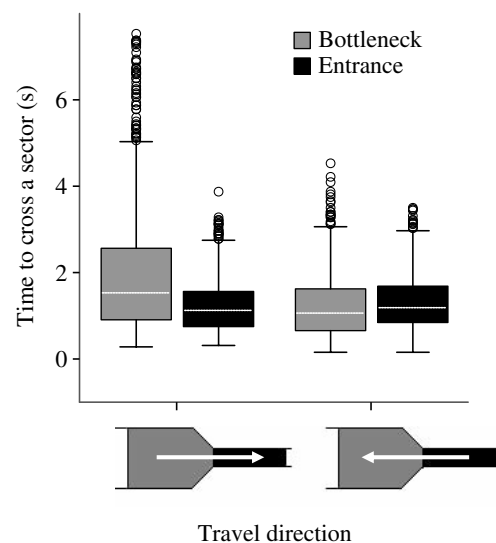 Bottleneck
Entrance
Time to cross a sector (s)
6
4
2
0
Travel direction